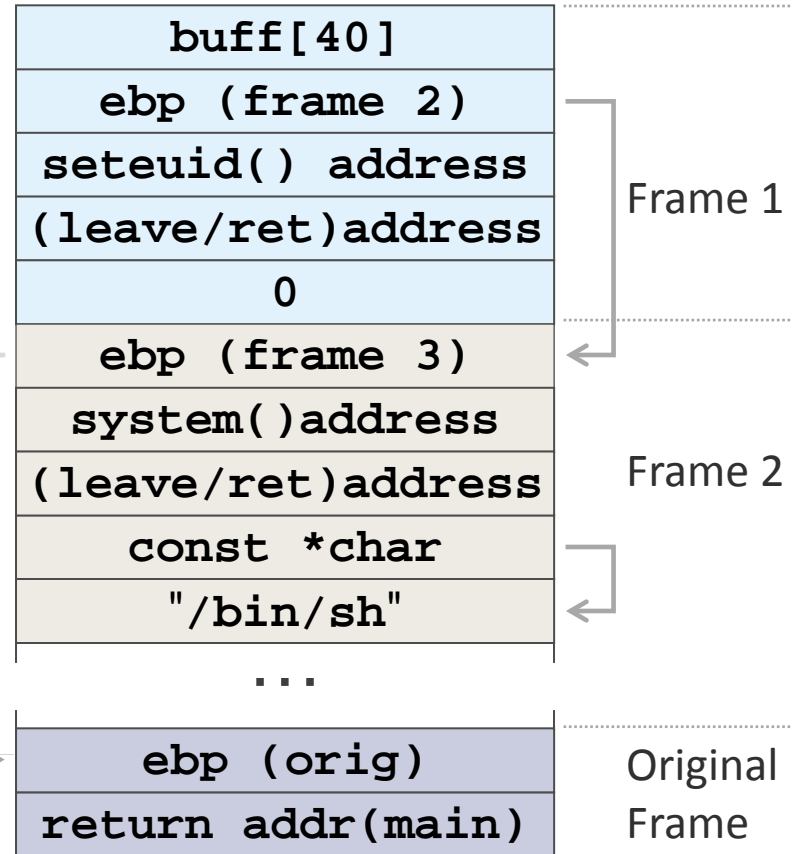 buff[40]
ebp (frame 2)
seteuid() address
(leave/ret)address
0
Frame 1
ebp (frame 3)
system()address
(leave/ret)address
const *char
"/bin/sh"
Frame 2
...
ebp (orig)
return addr(main)
Original
Frame